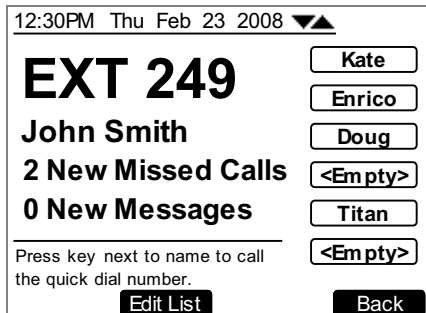 12:30PM Thu Feb 23 2008
EXT 249
John Smith
2 New Missed Calls
0 New Messages
Press key next to name to call
the quick dial number.
Kate
Enrico
Doug
<Empty>
Titan
<Empty>
Edit List
Back